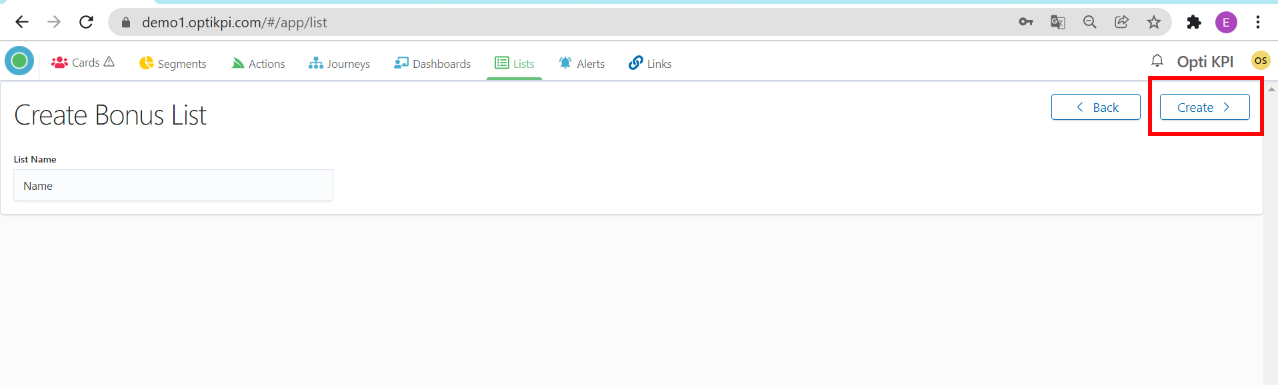 demo1.optikpi.com/#/app/list
E
Cards Segments Actions Journeys Dashboards Lists Alerts Links Opti KPI OS
Create Bonus List
Back Create
List Name
Name